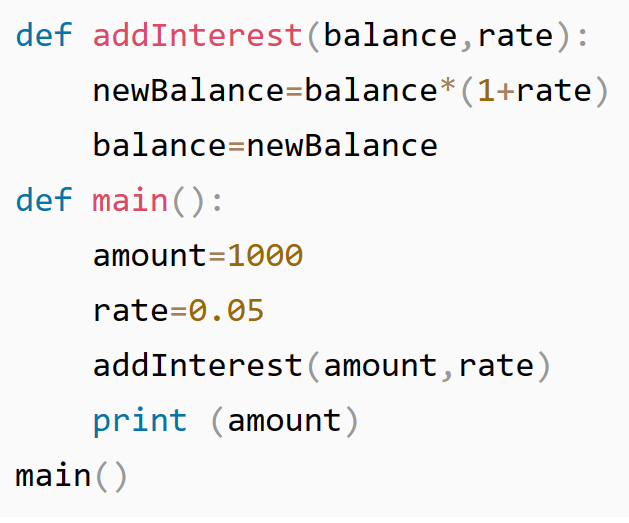 def addInterest(balance,rate):
    newBalance=balance*(1+rate)
    balance=newBalance
def main():
    amount=1000
    rate=0.05
    addInterest(amount,rate)
    print (amount)
main()